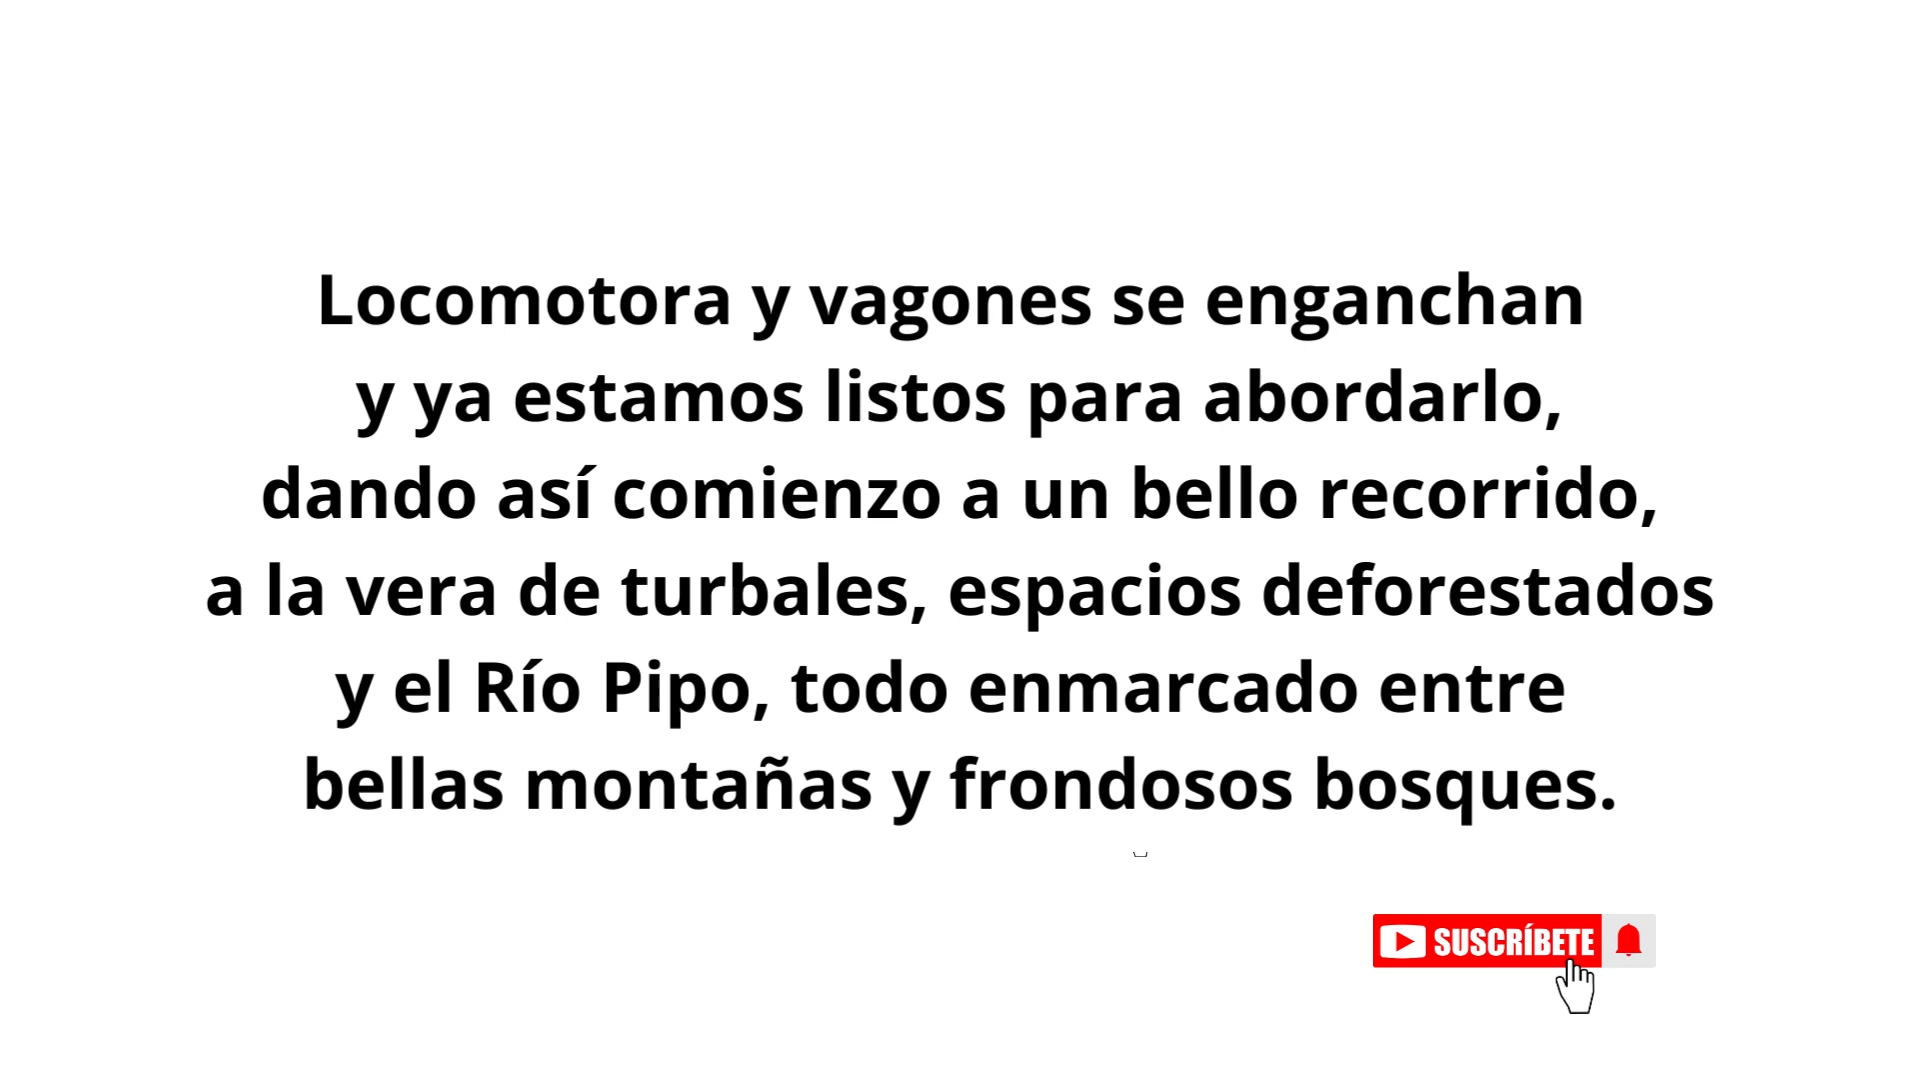 Locomotora y vagones se enganchan
y ya estamos listos para abordarlo,
dando así comienzo a un bello recorrido,
a la vera de turbales, espacios deforestados
y el Río Pipo, todo enmarcado entre
bellas montañas y frondosos bosques.
SUSCRÍBETE